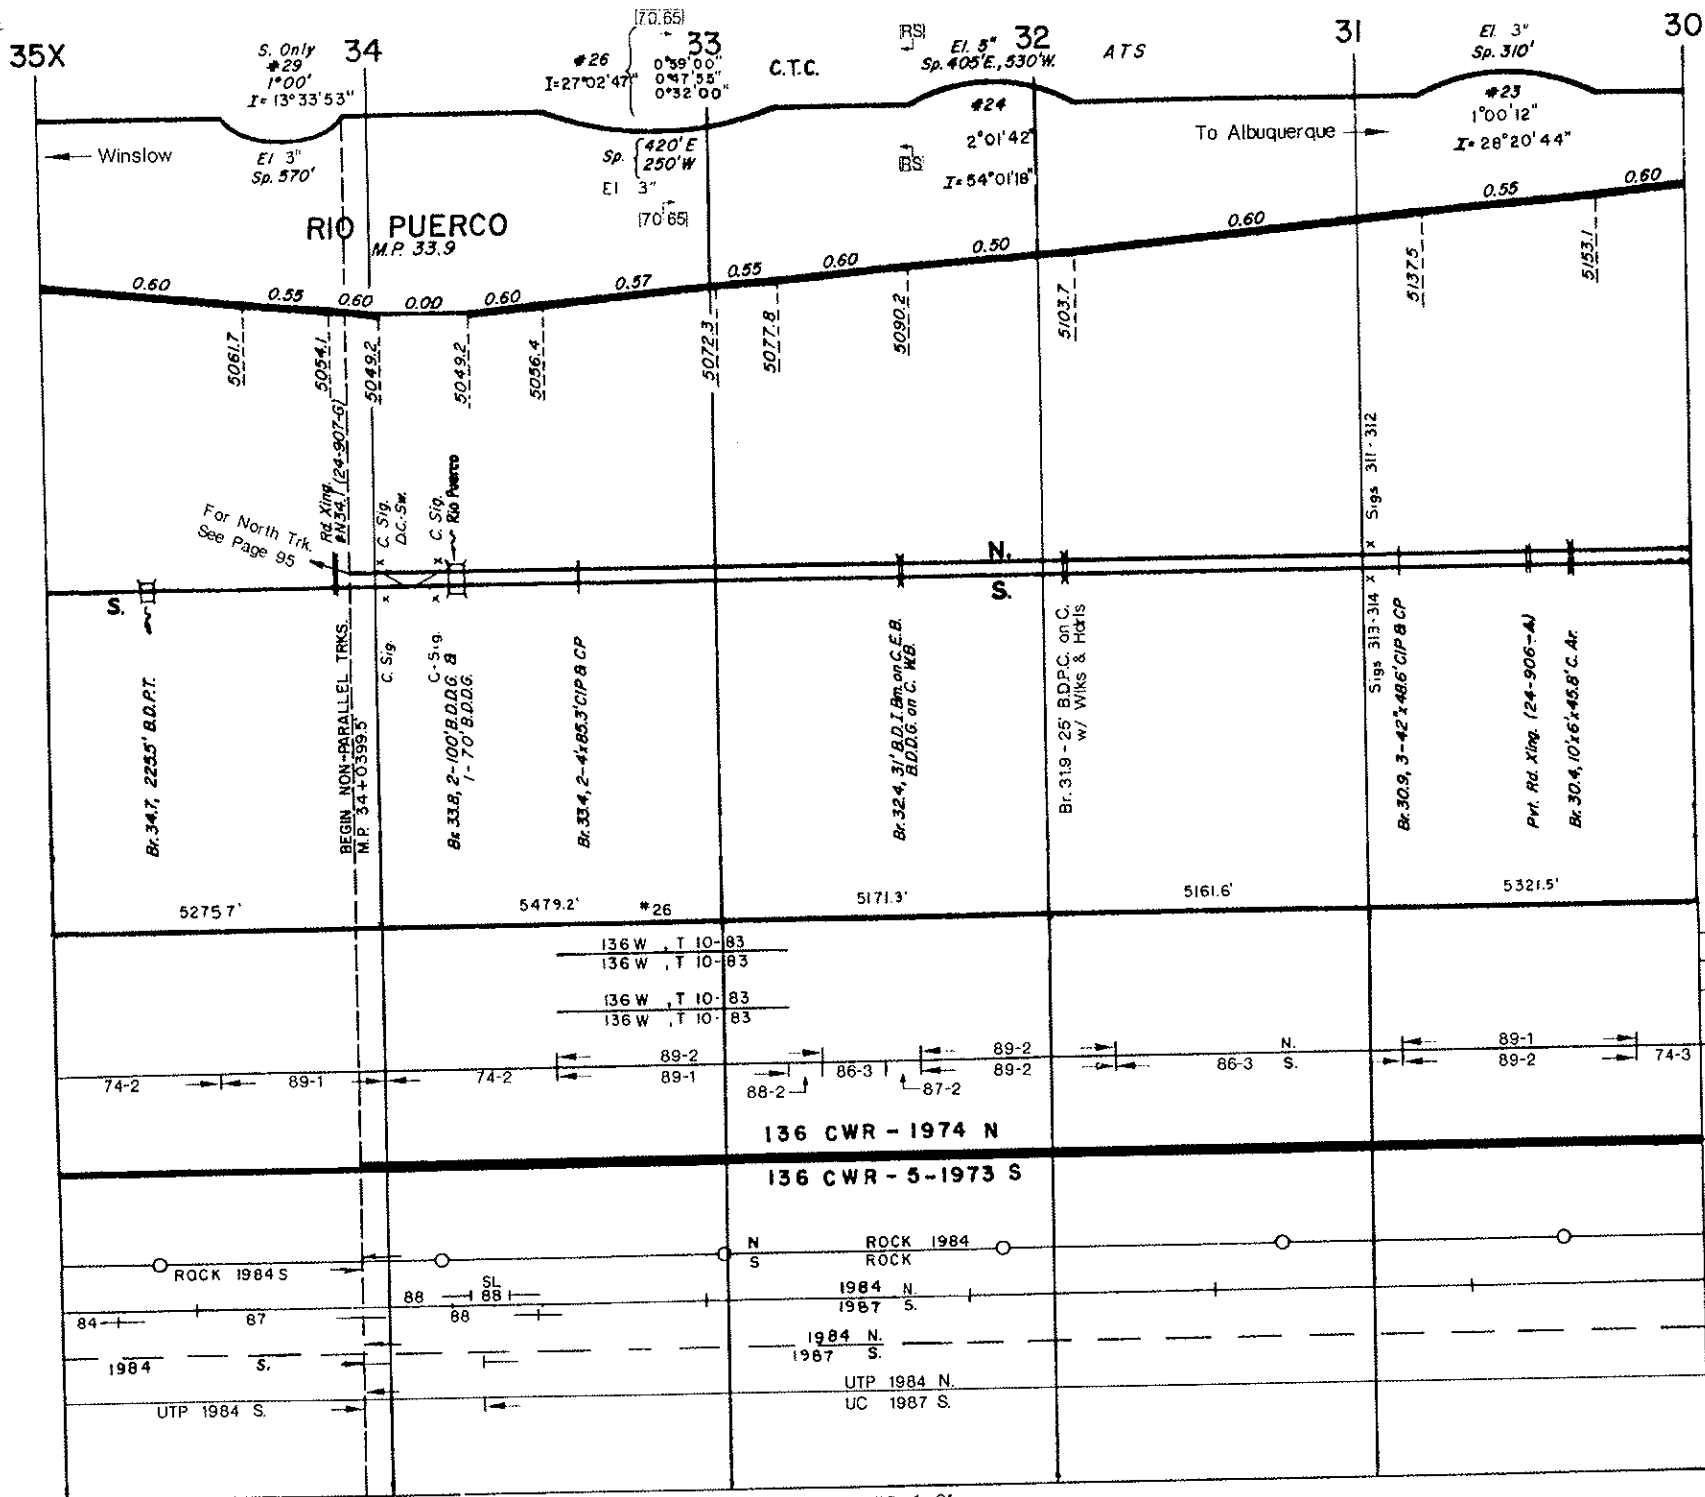 35X
34
33
32
31
30
S. Only
#29
1°00'
I= 13°33'53"
[70.65]
#26
I=27°02'47"
0°59'00"
0°47'55"
0°32'00"
C.T.C.
[RS]
El. 5"
Sp. 405'E., 530'W.
ATS
El. 3"
Sp. 310'
#24
2°01'42"
I= 54°01'18"
[RS]
#23
1°00'12"
I= 28°20'44"
Winslow
To Albuquerque
El 3"
Sp. 570'
Sp. 420'E
250'W
El 3"
[70.65]
RIO PUERCO
M.P. 33.9
0.60
0.55
0.60
0.00
0.60
0.57
0.55
0.60
0.50
0.60
0.55
0.60
5061.7
5054.1
5049.2
5049.2
5056.4
5072.3
5077.8
5090.2
5103.7
5137.5
5153.1
For North Trk.
See Page 95
Rd. Xing.
(24-907-G)
C. Sig.
D.C.-Sw.
C. Sig.
Rio Puerco
Sigs 311-312
N.
S.
S.
Br. 34.7, 225.5' B.D.P.T.
BEGIN NON-PARALLEL TRKS.
M.P. 34+0399.5'
C. Sig.
C-Sig.
Br. 33.8, 2-100' B.D.D.G. &
1-70' B.D.D.G.
Br. 33.4, 2-4'x85.3' CIP & CP
Br. 32.4, 31' B.D.I.Bm. on C. E.B.
B.D.D.G. on C. W.B.
Br. 31.9 - 25' B.D.P.C. on C.
w/ Wlks & Hdrls
Sigs 313-314
Br. 30.9, 3-42"x48.6' CIP & CP
Pvt. Rd. Xing. (24-906-A)
Br. 30.4, 10'x6'x45.8' C. Ar.
5275.7'
5479.2'
#26
5171.3'
5161.6'
5321.5'
136 W , T 10-83
136 W , T 10-83
136 W , T 10-83
136 W , T 10-83
89-2
89-2
N.
89-1
74-2
89-1
74-2
89-1
88-2
86-3
87-2
89-2
86-3
S.
89-2
74-3
136 CWR - 1974 N
136 CWR - 5-1973 S
N
ROCK 1984
ROCK 1984 S
S
ROCK
88
SL
88
1984 N.
84
87
88
1987 S.
1984 N.
1984 S.
1987 S.
UTP 1984 N.
UTP 1984 S.
UC 1987 S.